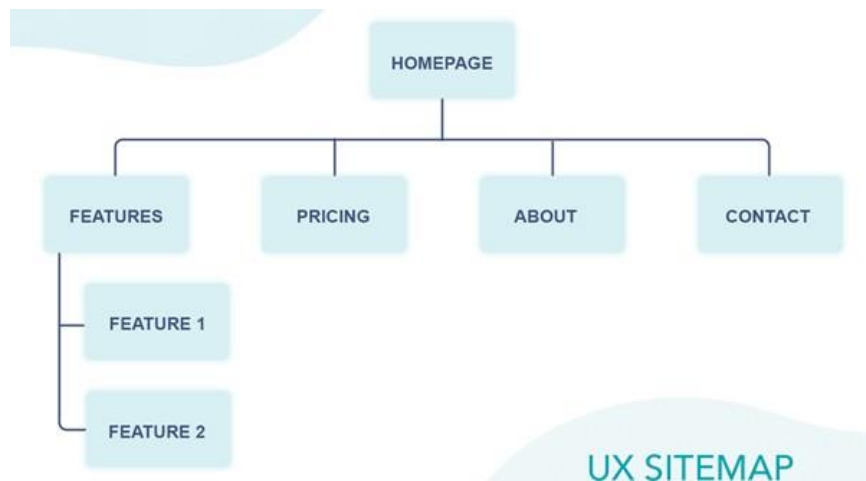 HOMEPAGE
FEATURES
PRICING
ABOUT
CONTACT
FEATURE 1
FEATURE 2
UX SITEMAP